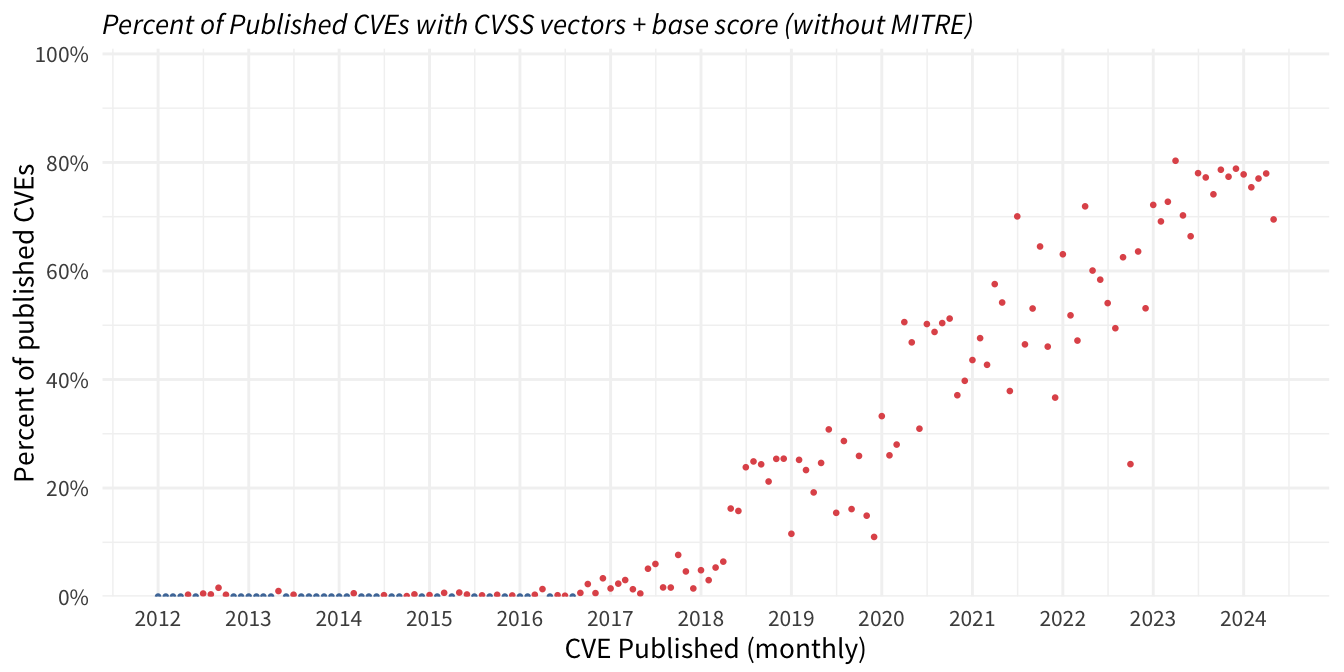 Percent of Published CVEs with CVSS vectors + base score (without MITRE)
100%
80%
60%
40%
20%
0%
Percent of published CVEs
2012 2013 2014 2015 2016 2017 2018 2019 2020 2021 2022 2023 2024
CVE Published (monthly)